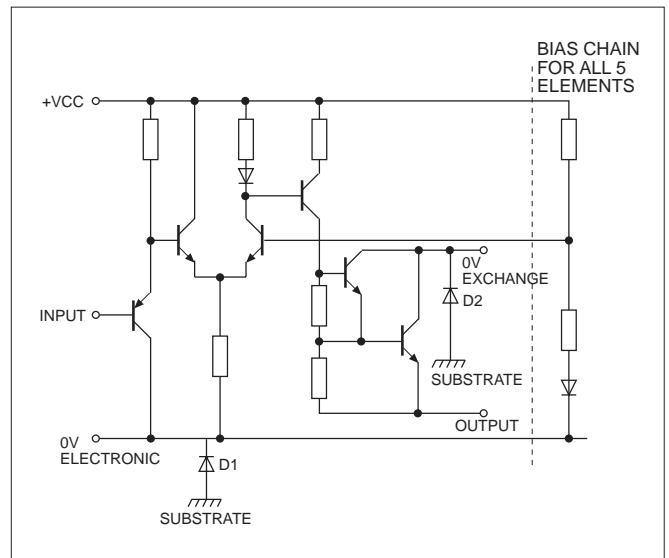 BIAS CHAIN
FOR ALL 5
ELEMENTS
+VCC
0V
EXCHANGE
D2
INPUT
SUBSTRATE
OUTPUT
0V
ELECTRONIC
D1
SUBSTRATE